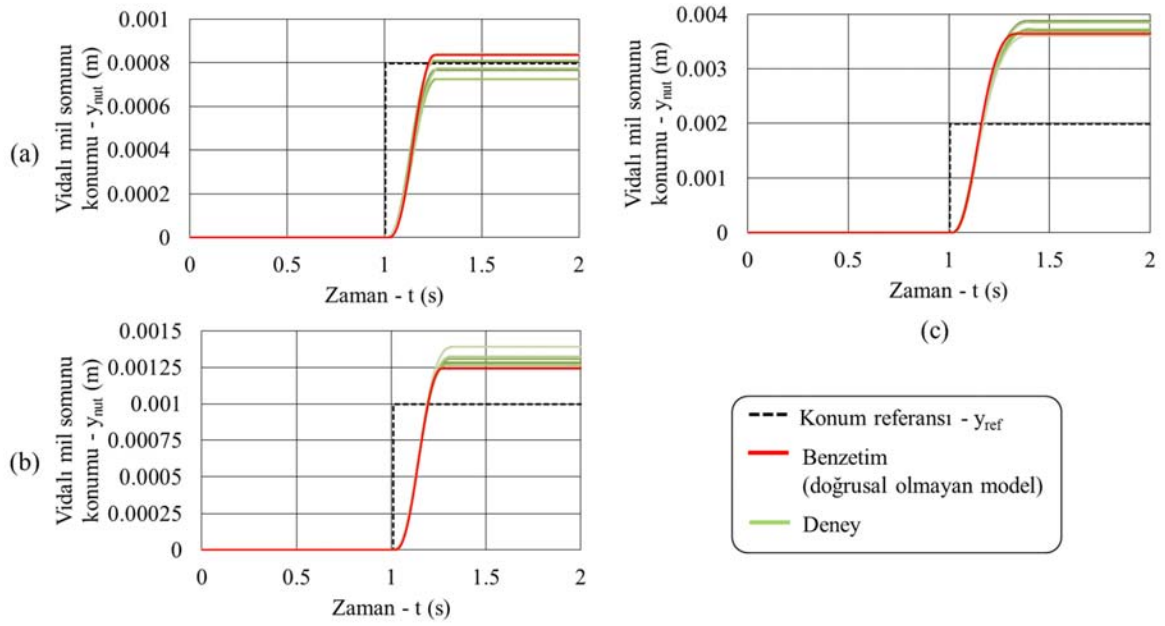 (a)
Vidalı mil somunu
konumu - ynut (m)
0.001
0.0008
0.0006
0.0004
0.0002
0
0 0.5 1 1.5 2
Zaman - t (s)
(b)
Vidalı mil somunu
konumu - ynut (m)
0.0015
0.00125
0.001
0.00075
0.0005
0.00025
0
0 0.5 1 1.5 2
Zaman - t (s)
Vidalı mil somunu
konumu - ynut (m)
0.004
0.003
0.002
0.001
0
0 0.5 1 1.5 2
Zaman - t (s)
(c)
Konum referansı - yref
Benzetim
(doğrusal olmayan model)
Deney